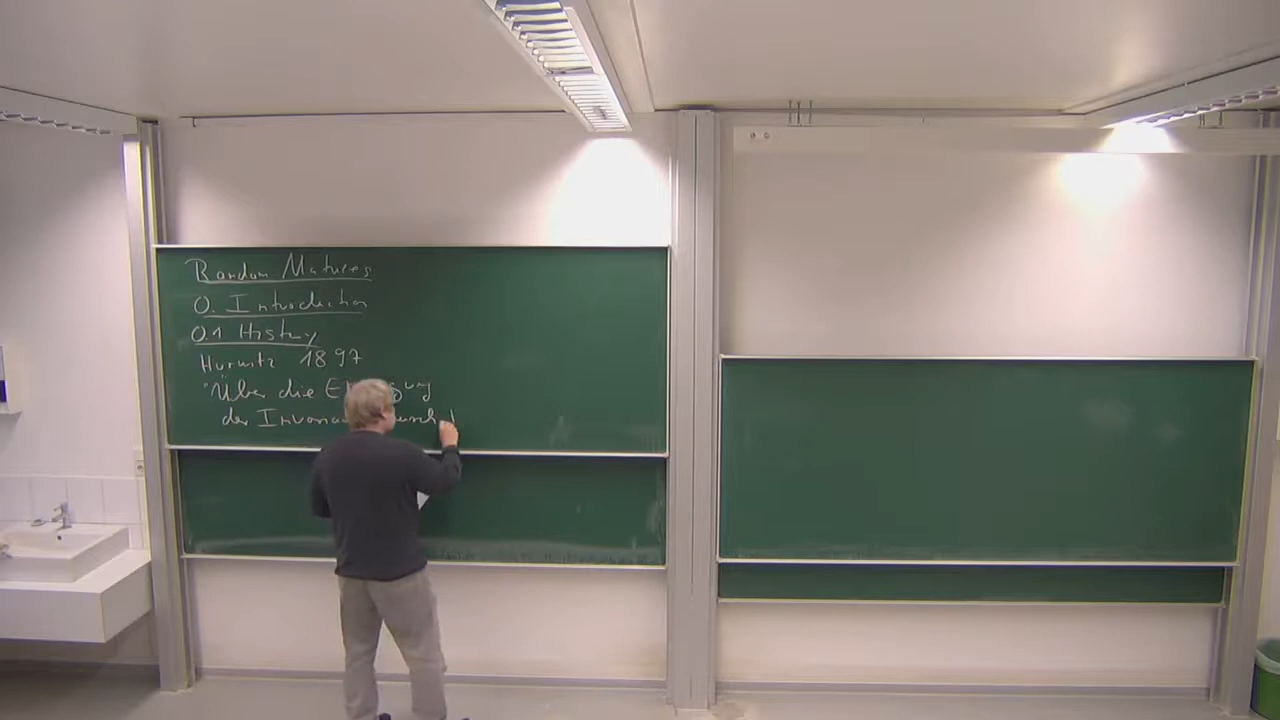 Random Matrices
0. Introduction
0.1 History
Hurwitz 1897
"Über die
der